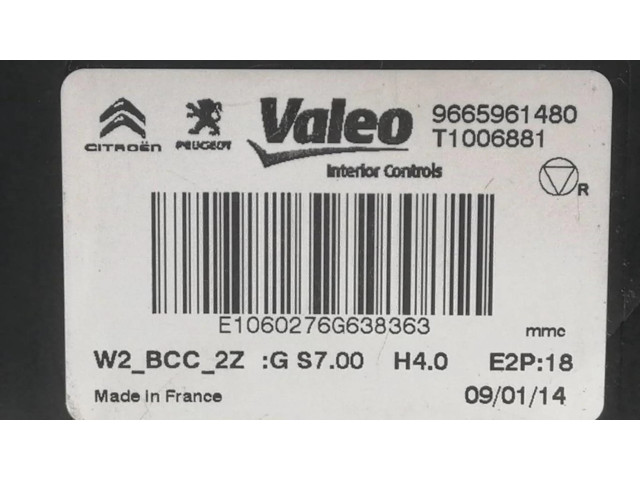 CITROËN PEUGEOT Valeo 9665961480
T1006881
Interior Controls
R
E1060276G638363
mmc
W2_BCC_2Z :G S7.00 H4.0 E2P:18
Made in France 09/01/14